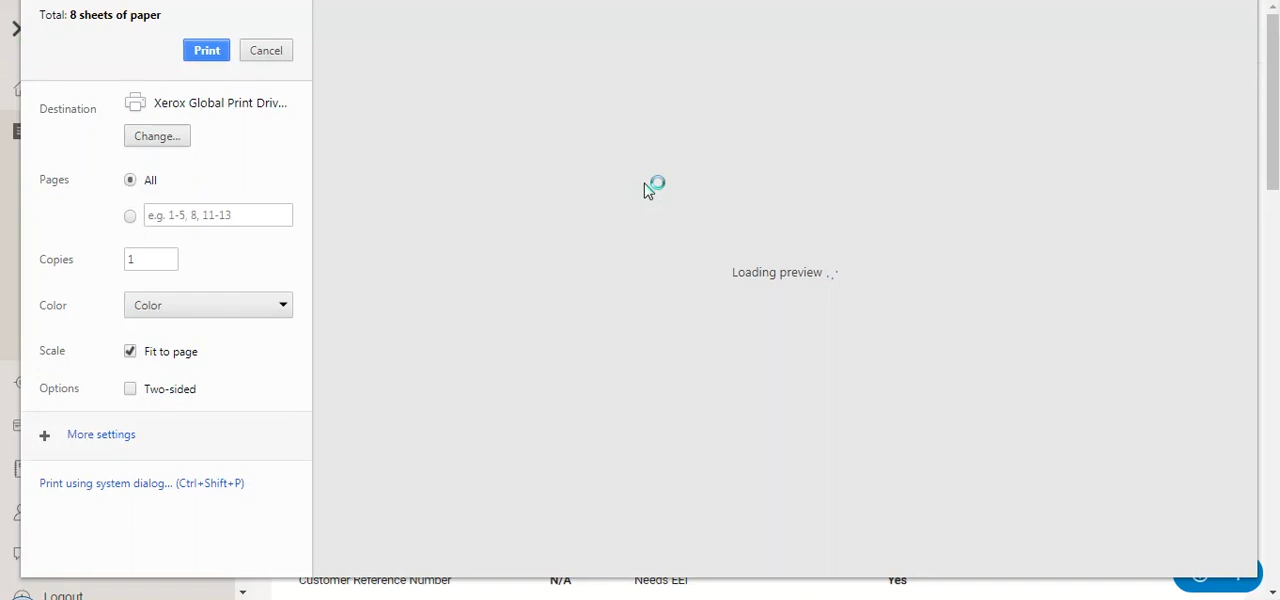 Total: 8 sheets of paper
Print
Cancel
Destination
Xerox Global Print Driv...
Change...
Pages
All
e.g. 1-5, 8, 11-13
Copies
1
Color
Color
Scale
Fit to page
Options
Two-sided
More settings
Print using system dialog... (Ctrl+Shift+P)
Loading preview
Customer Reference Number
N/A
Needs EEI
Yes
Logout